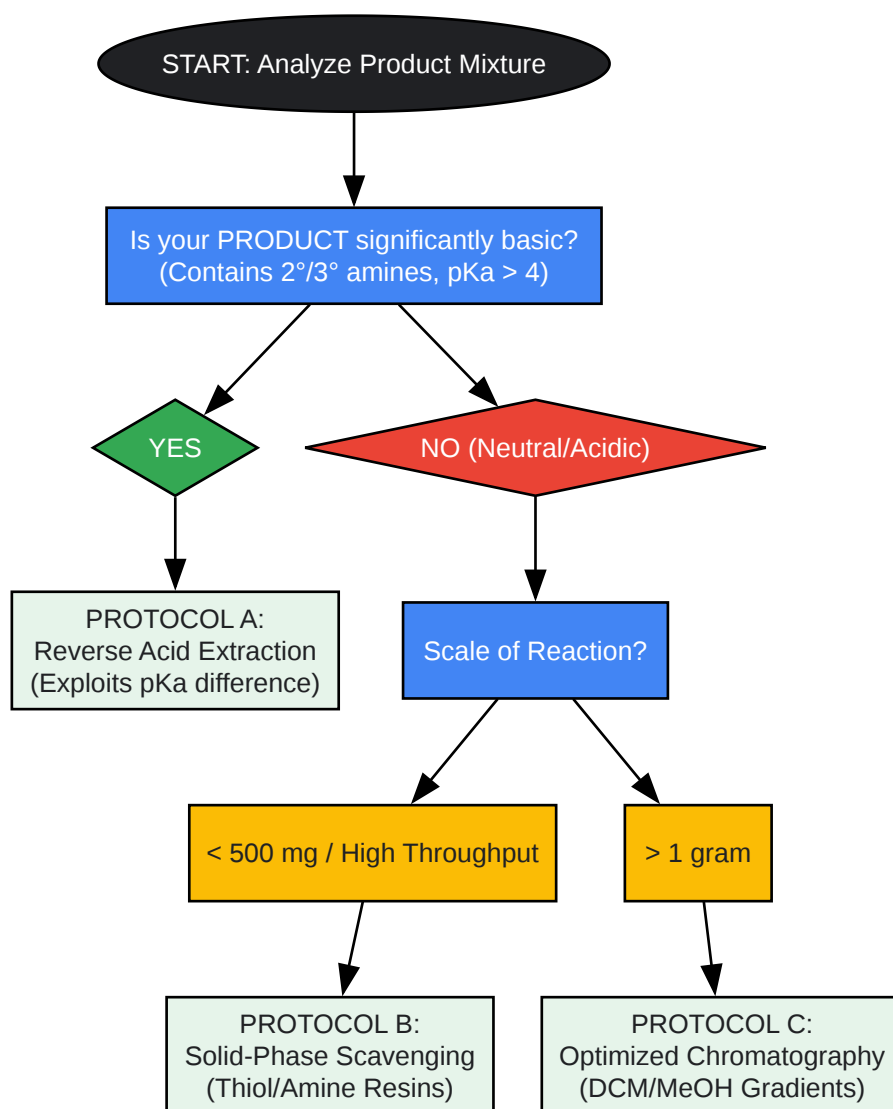 START: Analyze Product Mixture
Is your PRODUCT significantly basic?
(Contains 2°/3° amines, pKa > 4)
YES
NO (Neutral/Acidic)
PROTOCOL A:
Reverse Acid Extraction
(Exploits pKa difference)
Scale of Reaction?
< 500 mg / High Throughput
> 1 gram
PROTOCOL B:
Solid-Phase Scavenging
(Thiol/Amine Resins)
PROTOCOL C:
Optimized Chromatography
(DCM/MeOH Gradients)